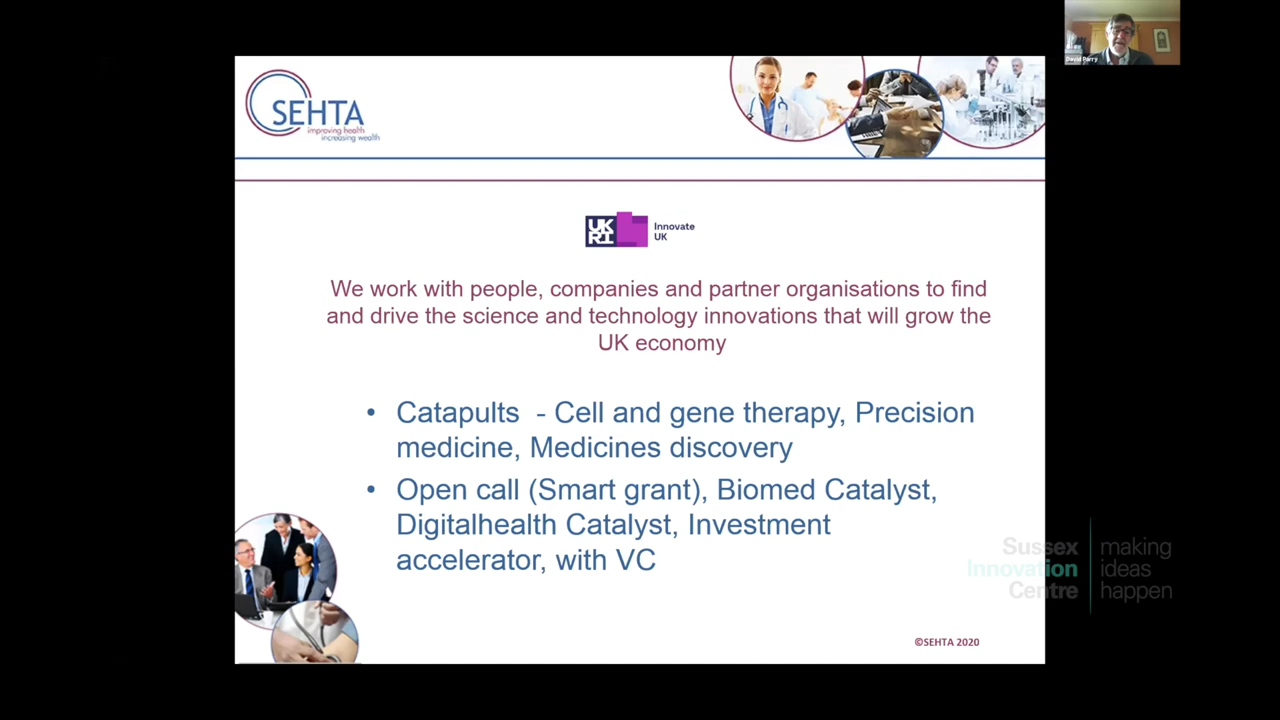 David Parry
SEHTA
improving health
increasing wealth
UK
RI
Innovate
UK
We work with people, companies and partner organisations to find
and drive the science and technology innovations that will grow the
UK economy
• Catapults - Cell and gene therapy, Precision
medicine, Medicines discovery
• Open call (Smart grant), Biomed Catalyst,
Digitalhealth Catalyst, Investment
accelerator, with VC
Sussex
Innovation
Centre
making
ideas
happen
©SEHTA 2020